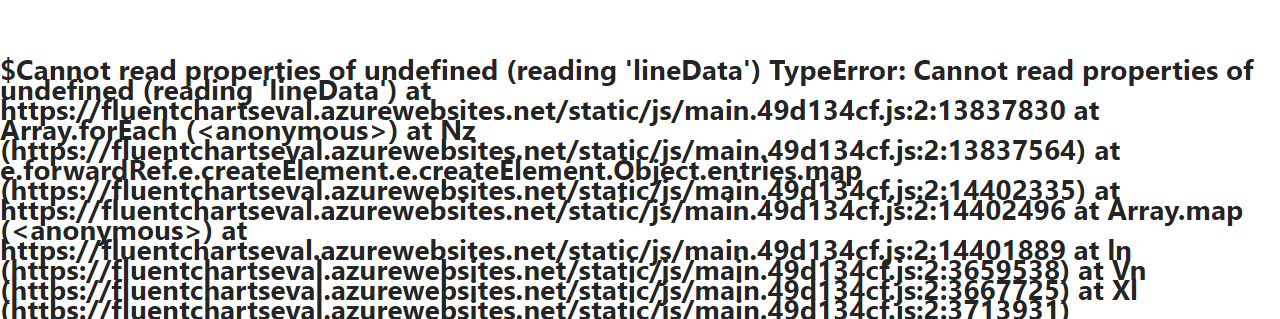 $Cannot read properties of undefined (reading 'lineData') TypeError: Cannot read properties of
undefined (reading 'lineData') at
https://fluentchartseval.azurewebsites.net/static/js/main.49d134cf.js:2:13837830 at
Array.forEach (<anonymous>) at Nz
(https://fluentchartseval.azurewebsites.net/static/js/main.49d134cf.js:2:13837564) at
e.forwardRef.e.createElement.e.createElement.Object.entries.map
(https://fluentchartseval.azurewebsites.net/static/js/main.49d134cf.js:2:14402335) at
https://fluentchartseval.azurewebsites.net/static/js/main.49d134cf.js:2:14402496 at Array.map
(<anonymous>) at
https://fluentchartseval.azurewebsites.net/static/js/main.49d134cf.js:2:14401889 at ln
(https://fluentchartseval.azurewebsites.net/static/js/main.49d134cf.js:2:3659538) at Vn
(https://fluentchartseval.azurewebsites.net/static/js/main.49d134cf.js:2:3667725) at Xl
(https://fluentchartseval.azurewebsites.net/static/js/main.49d134cf.js:2:3713931)